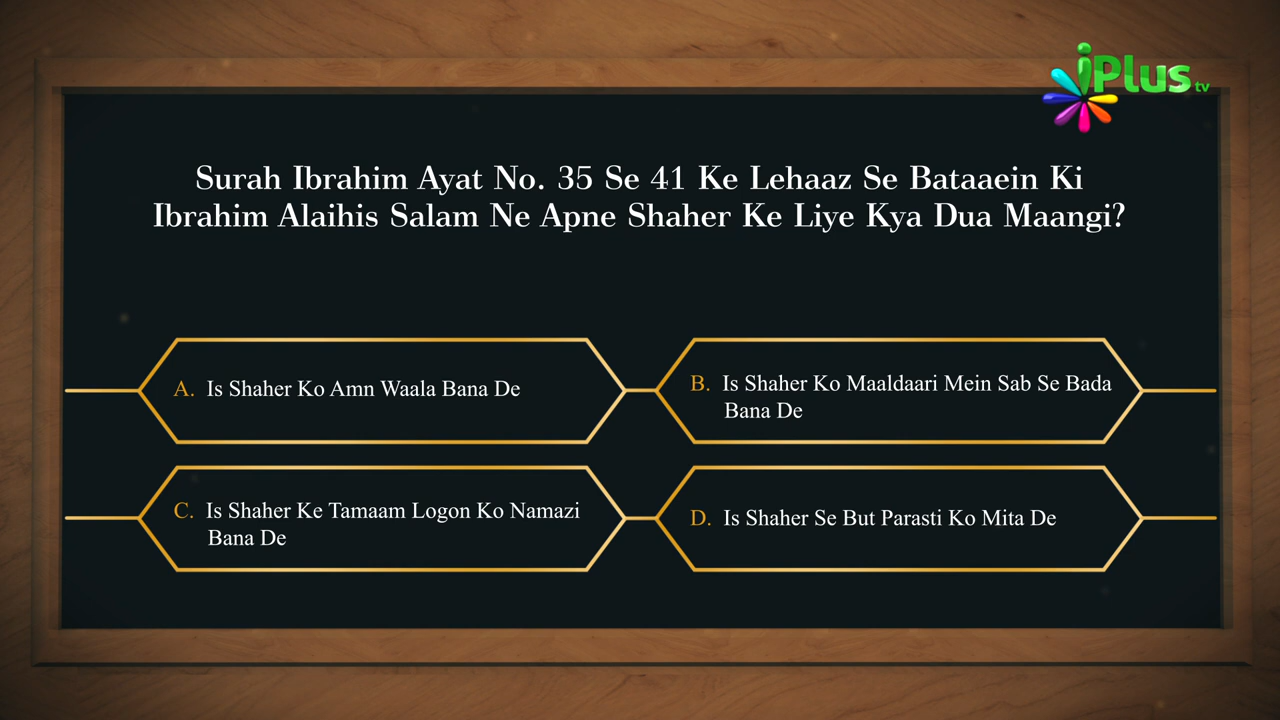 iPlus tv
Surah Ibrahim Ayat No. 35 Se 41 Ke Lehaaz Se Bataaein Ki
Ibrahim Alaihis Salam Ne Apne Shaher Ke Liye Kya Dua Maangi?
A. Is Shaher Ko Amn Waala Bana De
B. Is Shaher Ko Maaldaari Mein Sab Se Bada
Bana De
C. Is Shaher Ke Tamaam Logon Ko Namazi
Bana De
D. Is Shaher Se But Parasti Ko Mita De